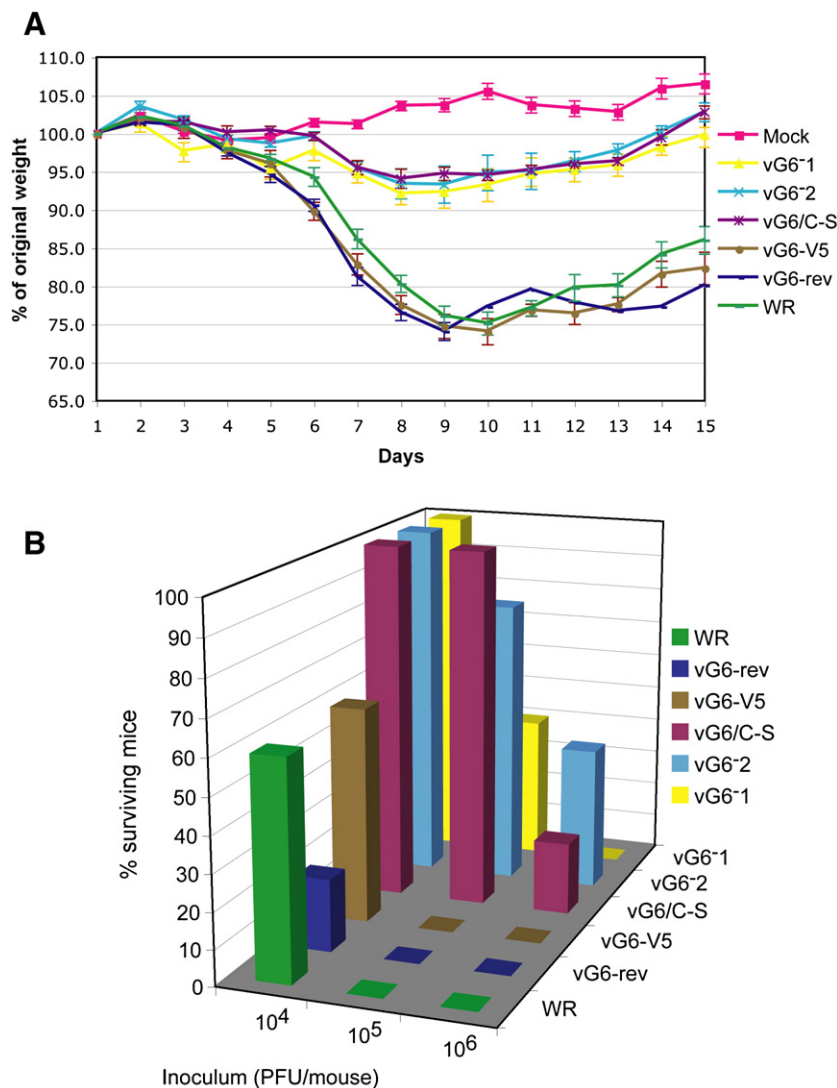 A
110.0
105.0
100.0
95.0
90.0
85.0
80.0
75.0
70.0
65.0
% of original weight
1 2 3 4 5 6 7 8 9 10 11 12 13 14 15
Days
Mock
vG6-1
vG6-2
vG6/C-S
vG6-V5
vG6-rev
WR
B
100
90
80
70
60
50
40
30
20
10
0
% surviving mice
10⁴
10⁵
10⁶
Inoculum (PFU/mouse)
vG6-1
vG6-2
vG6/C-S
vG6-V5
vG6-rev
WR
WR
vG6-rev
vG6-V5
vG6/C-S
vG6-2
vG6-1